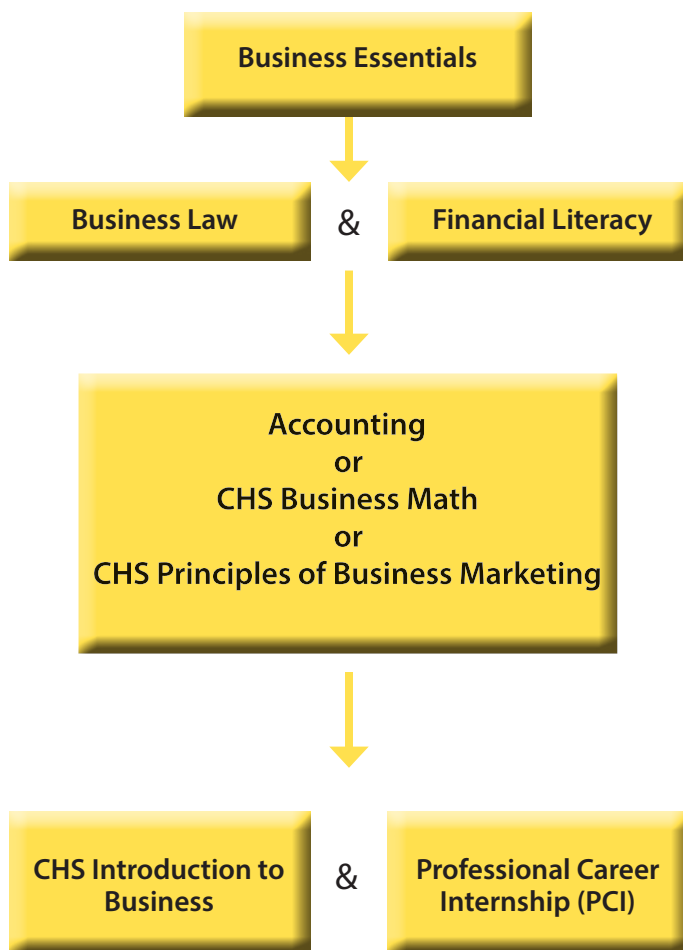 Business Essentials
Business Law & Financial Literacy
Accounting
or
CHS Business Math
or
CHS Principles of Business Marketing
CHS Introduction to
Business
&
Professional Career
Internship (PCI)